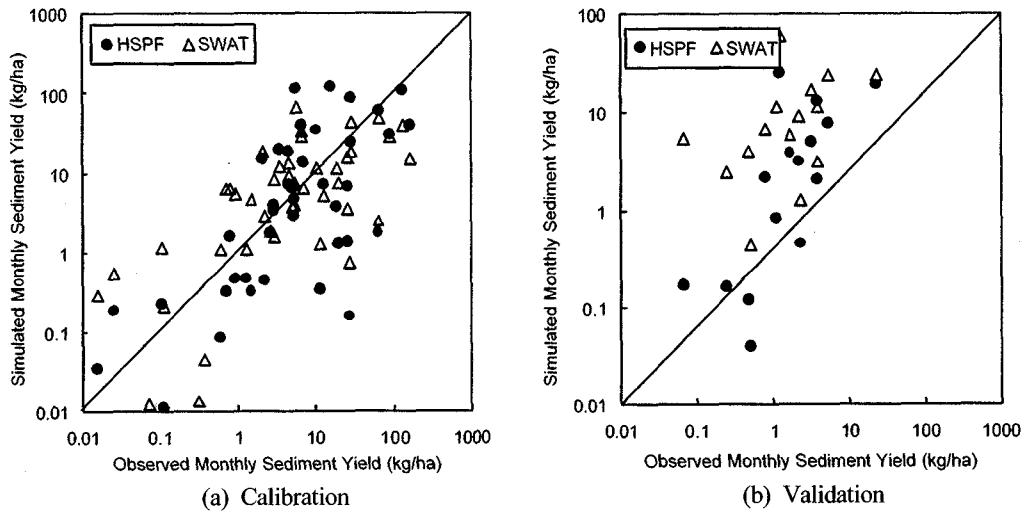 1000
100
10
1
0.1
0.01
Simulated Monthly Sediment Yield (kg/ha)
HSPF SWAT
0.01 0.1 1 10 100 1000
Observed Monthly Sediment Yield (kg/ha)
(a) Calibration
100
10
1
0.1
0.01
Simulated Monthly Sediment Yield (kg/ha)
HSPF SWAT
0.01 0.1 1 10 100 1000
Observed Monthly Sediment Yield (kg/ha)
(b) Validation